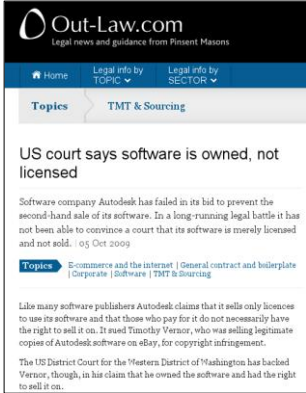 Out-Law.com
Legal news and guidance from Pinsent Masons
Home
Legal info by
TOPIC
Legal info by
SECTOR
Topics
TMT & Sourcing
US court says software is owned, not
licensed
Software company Autodesk has failed in its bid to prevent the
second-hand sale of its software. In a long-running legal battle it has
not been able to convince a court that its software is merely licensed
and not sold. | 05 Oct 2009
Topics
E-commerce and the internet | General contract and boilerplate
| Corporate | Software | TMT & Sourcing
Like many software publishers Autodesk claims that it sells only licences
to use its software and that those who pay for it do not necessarily have
the right to sell it on. It sued Timothy Vernor, who was selling legitimate
copies of Autodesk software on eBay, for copyright infringement.
The US District Court for the Western District of Washington has backed
Vernor, though, in his claim that he owned the software and had the right
to sell it on.